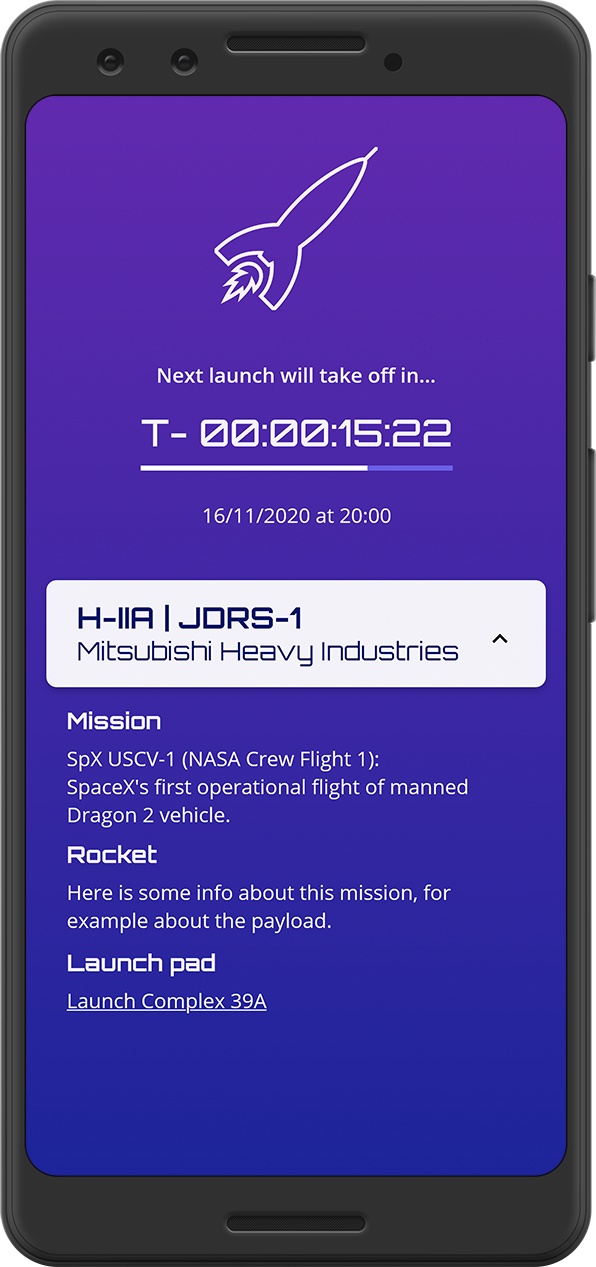 Next launch will take off in...
T- 00:00:15:22
16/11/2020 at 20:00
H-IIA | JDRS-1
Mitsubishi Heavy Industries
Mission
SpX USCV-1 (NASA Crew Flight 1):
SpaceX's first operational flight of manned
Dragon 2 vehicle.
Rocket
Here is some info about this mission, for
example about the payload.
Launch pad
Launch Complex 39A